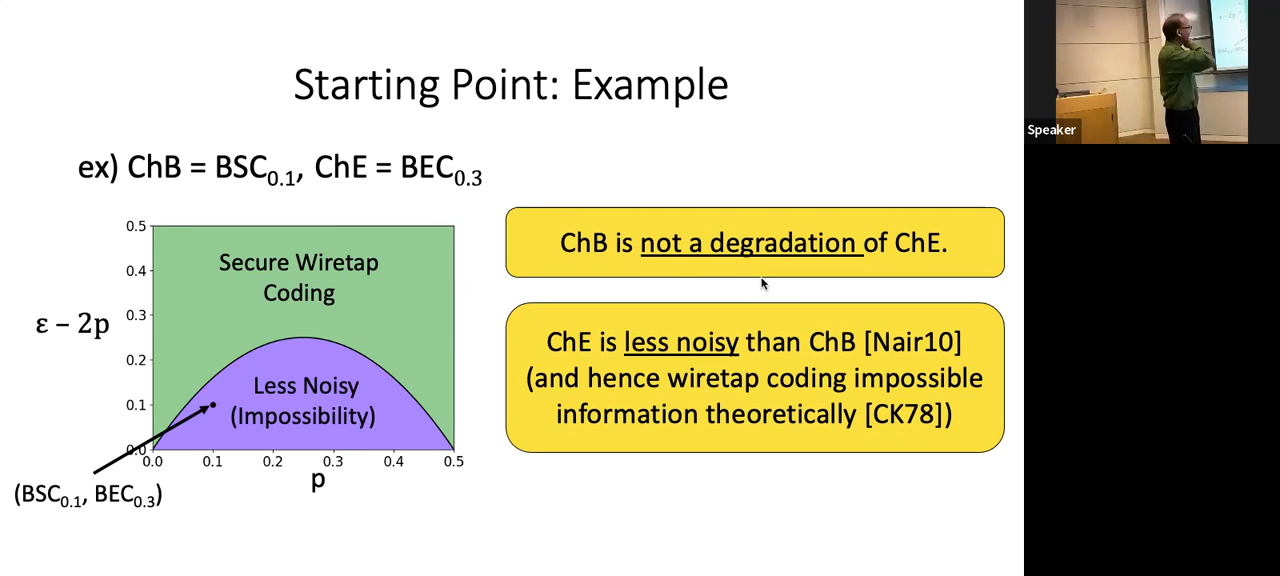 Starting Point: Example
ex) ChB = BSC₀.₁, ChE = BEC₀.₃
0.5
0.4
0.3
0.2
0.1
0.0
ε – 2p
Secure Wiretap
Coding
Less Noisy
(Impossibility)
0.0 0.1 0.2 0.3 0.4 0.5
p
(BSC₀.₁, BEC₀.₃)
ChB is not a degradation of ChE.
ChE is less noisy than ChB [Nair10]
(and hence wiretap coding impossible
information theoretically [CK78])
Speaker